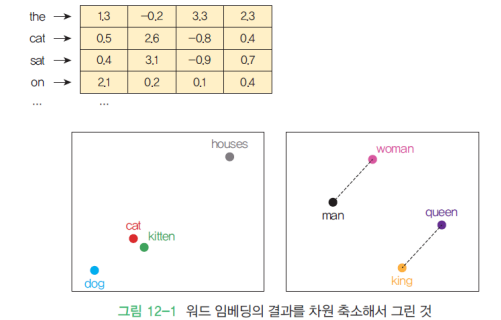 the → 1.3 −0.2 3.3 2.3
cat → 0.5 2.6 −0.8 0.4
sat → 0.4 3.1 −0.9 0.7
on → 2.1 0.2 0.1 0.4
... ...
houses
cat
kitten
dog
woman
man
queen
king
그림 12-1 워드 임베딩의 결과를 차원 축소해서 그린 것